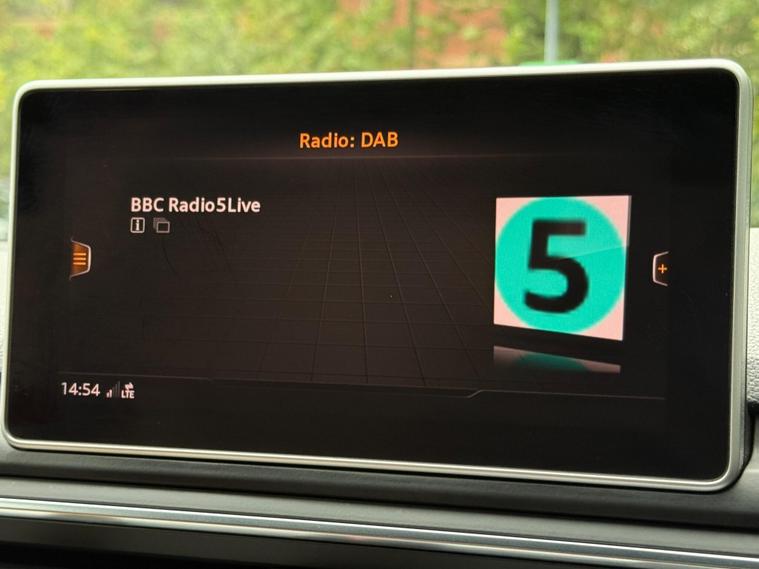 Radio: DAB
BBC Radio5Live
i
5
14:54 LTE